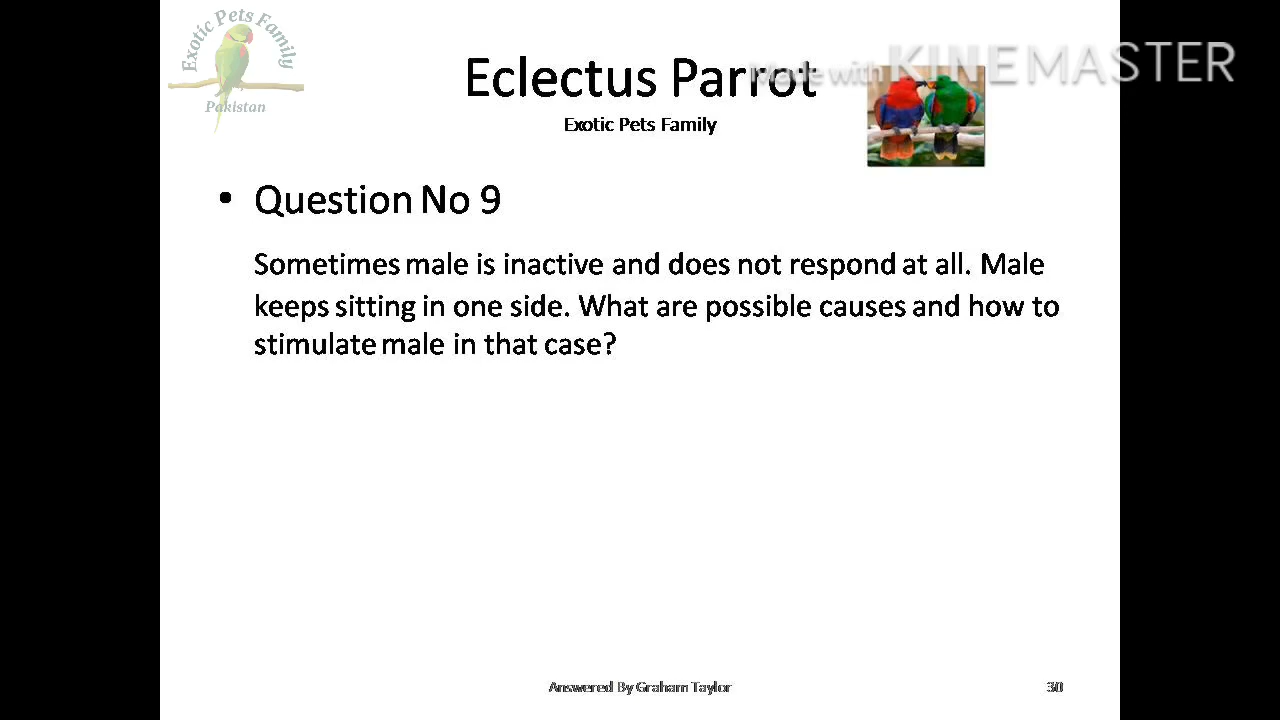 Exotic Pets Family
Pakistan
Eclectus Parrot
Made with KINEMASTER
Exotic Pets Family
• Question No 9
Sometimes male is inactive and does not respond at all. Male
keeps sitting in one side. What are possible causes and how to
stimulate male in that case?
Answered By Graham Taylor
30